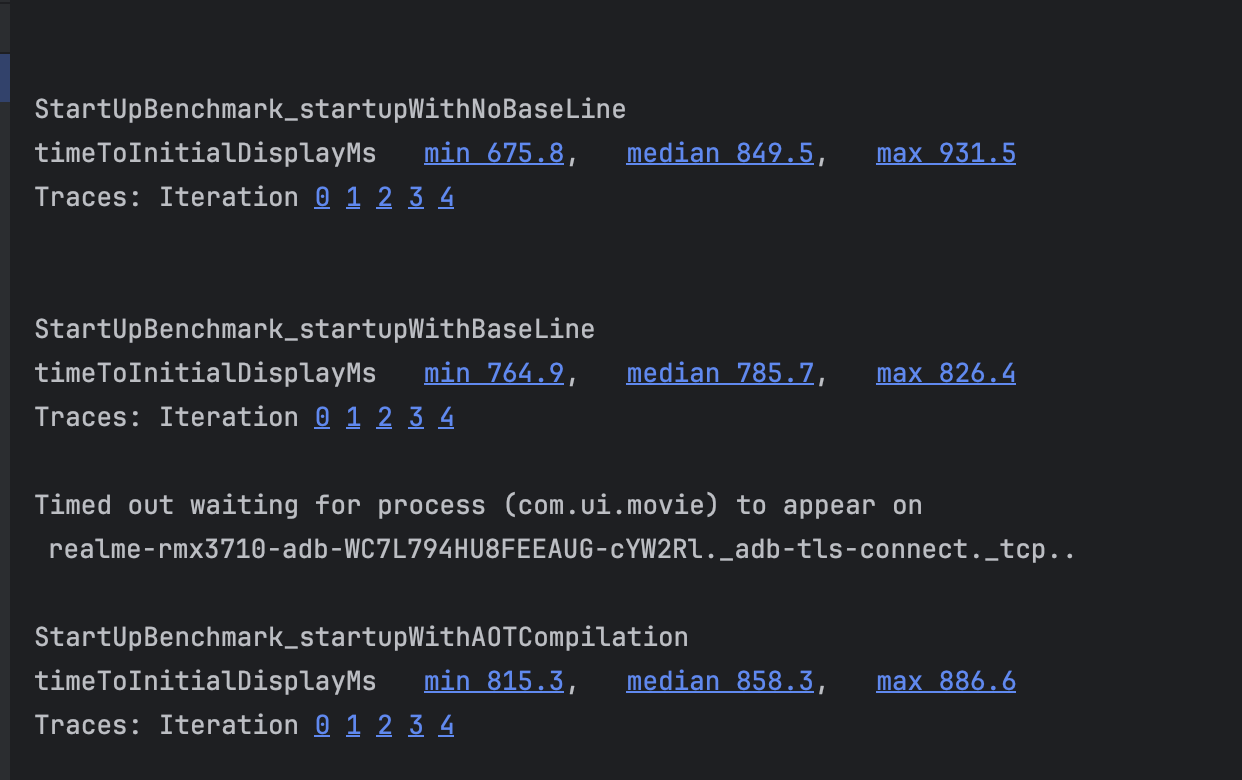 StartUpBenchmark_startupWithNoBaseLine
timeToInitialDisplayMs   min 675.8,   median 849.5,   max 931.5
Traces: Iteration 0 1 2 3 4
StartUpBenchmark_startupWithBaseLine
timeToInitialDisplayMs   min 764.9,   median 785.7,   max 826.4
Traces: Iteration 0 1 2 3 4
Timed out waiting for process (com.ui.movie) to appear on
realme-rmx3710-adb-WC7L794HU8FEEAUG-cYW2Rl._adb-tls-connect._tcp..
StartUpBenchmark_startupWithAOTCompilation
timeToInitialDisplayMs   min 815.3,   median 858.3,   max 886.6
Traces: Iteration 0 1 2 3 4